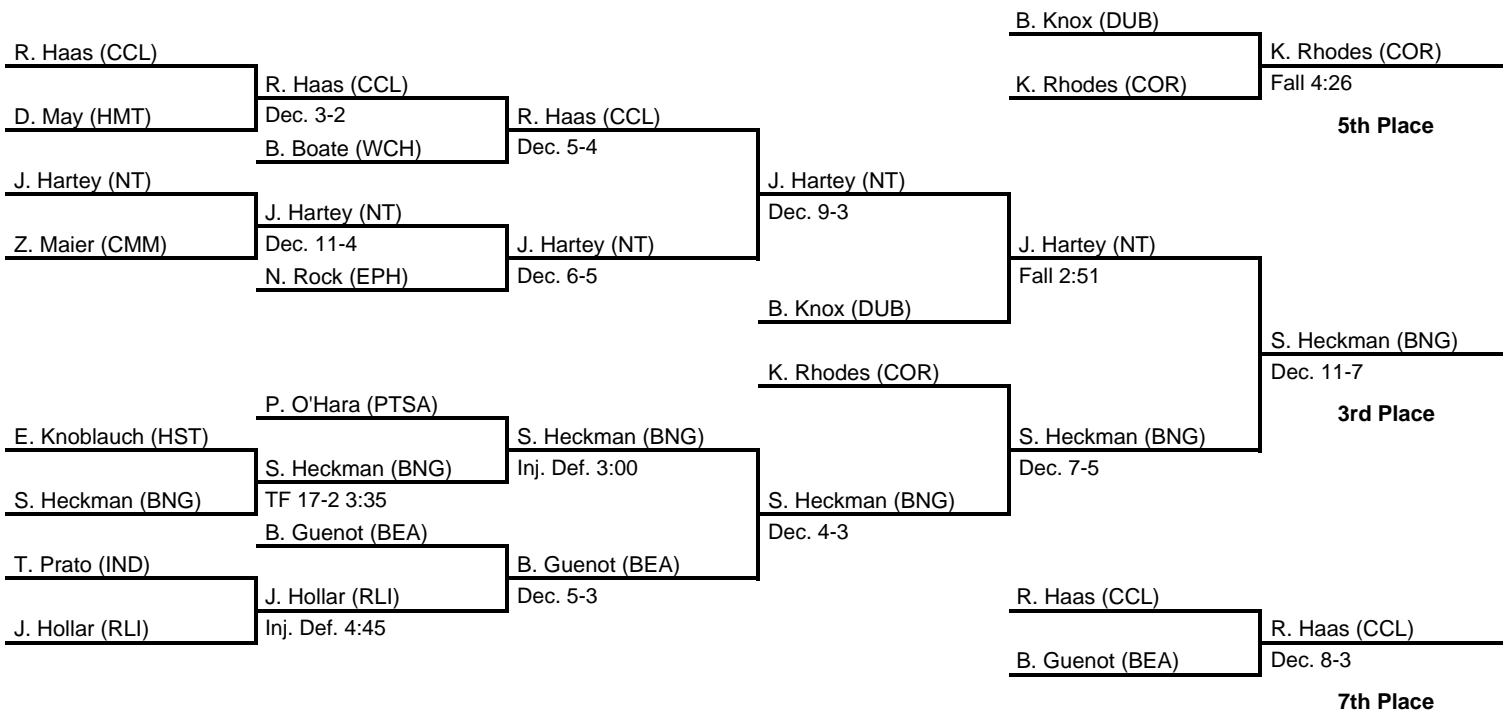 B. Knox (DUB)
R. Haas (CCL)
K. Rhodes (COR)
R. Haas (CCL)
K. Rhodes (COR)
Fall 4:26
D. May (HMT)
Dec. 3-2
R. Haas (CCL)
5th Place
B. Boate (WCH)
Dec. 5-4
J. Hartey (NT)
J. Hartey (NT)
J. Hartey (NT)
Dec. 9-3
Z. Maier (CMM)
Dec. 11-4
J. Hartey (NT)
J. Hartey (NT)
N. Rock (EPH)
Dec. 6-5
Fall 2:51
B. Knox (DUB)
S. Heckman (BNG)
K. Rhodes (COR)
Dec. 11-7
P. O'Hara (PTSA)
3rd Place
E. Knoblauch (HST)
S. Heckman (BNG)
S. Heckman (BNG)
S. Heckman (BNG)
Inj. Def. 3:00
Dec. 7-5
S. Heckman (BNG)
TF 17-2 3:35
S. Heckman (BNG)
B. Guenot (BEA)
Dec. 4-3
T. Prato (IND)
B. Guenot (BEA)
J. Hollar (RLI)
Dec. 5-3
R. Haas (CCL)
J. Hollar (RLI)
Inj. Def. 4:45
R. Haas (CCL)
B. Guenot (BEA)
Dec. 8-3
7th Place